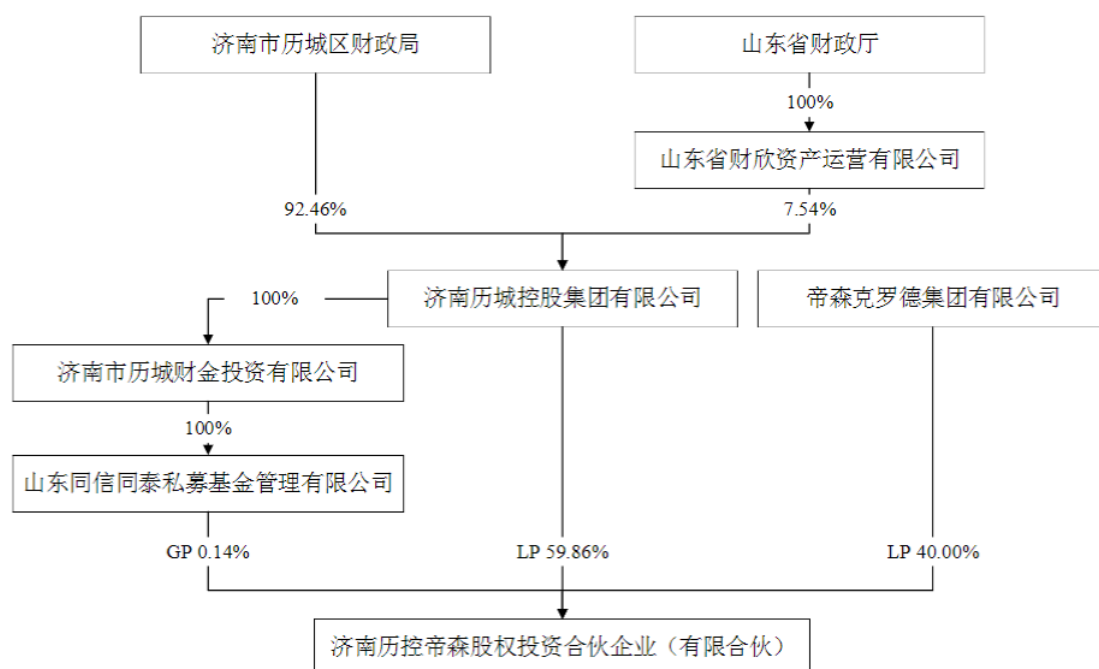 济南市历城区财政局
山东省财政厅
100%
山东省财欣资产运营有限公司
92.46%
7.54%
济南历城控股集团有限公司
帝森克罗德集团有限公司
100%
济南市历城财金投资有限公司
100%
山东同信同泰私募基金管理有限公司
GP 0.14%
LP 59.86%
LP 40.00%
济南历控帝森股权投资合伙企业（有限合伙）